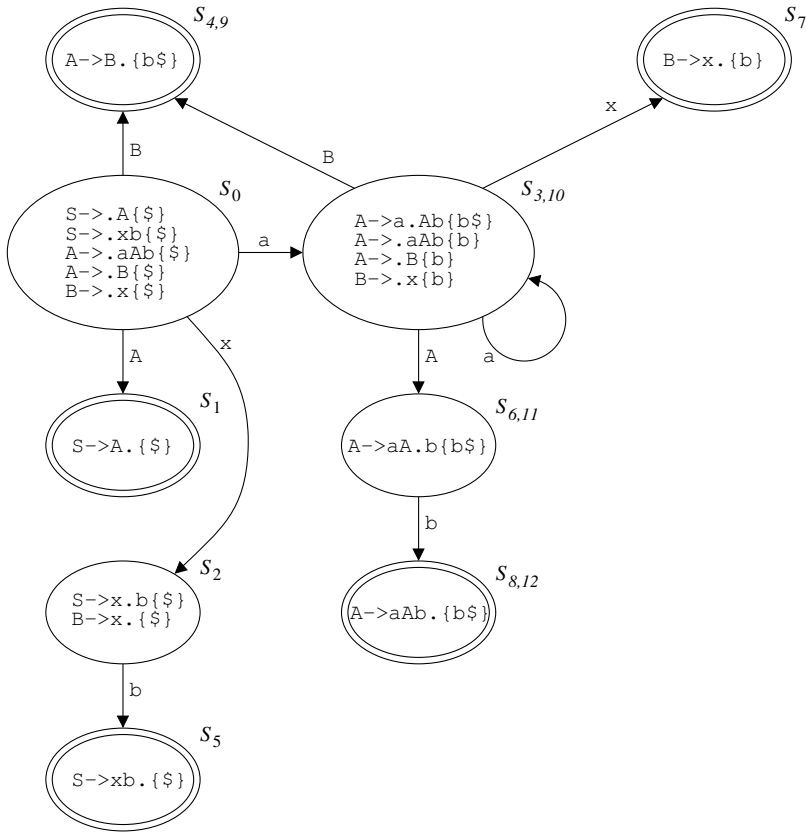 S4,9
A->B.{b$}
S7
B->x.{b}
x
B
B
S0
S->.A{$}
S->.xb{$}
A->.aAb{$}
A->.B{$}
B->.x{$}
a
S3,10
A->a.Ab{b$}
A->.aAb{b}
A->.B{b}
B->.x{b}
a
A
x
A
S1
S->A.{$}
S6,11
A->aA.b{b$}
b
S2
S->x.b{$}
B->x.{$}
S8,12
A->aAb.{b$}
b
S5
S->xb.{$}